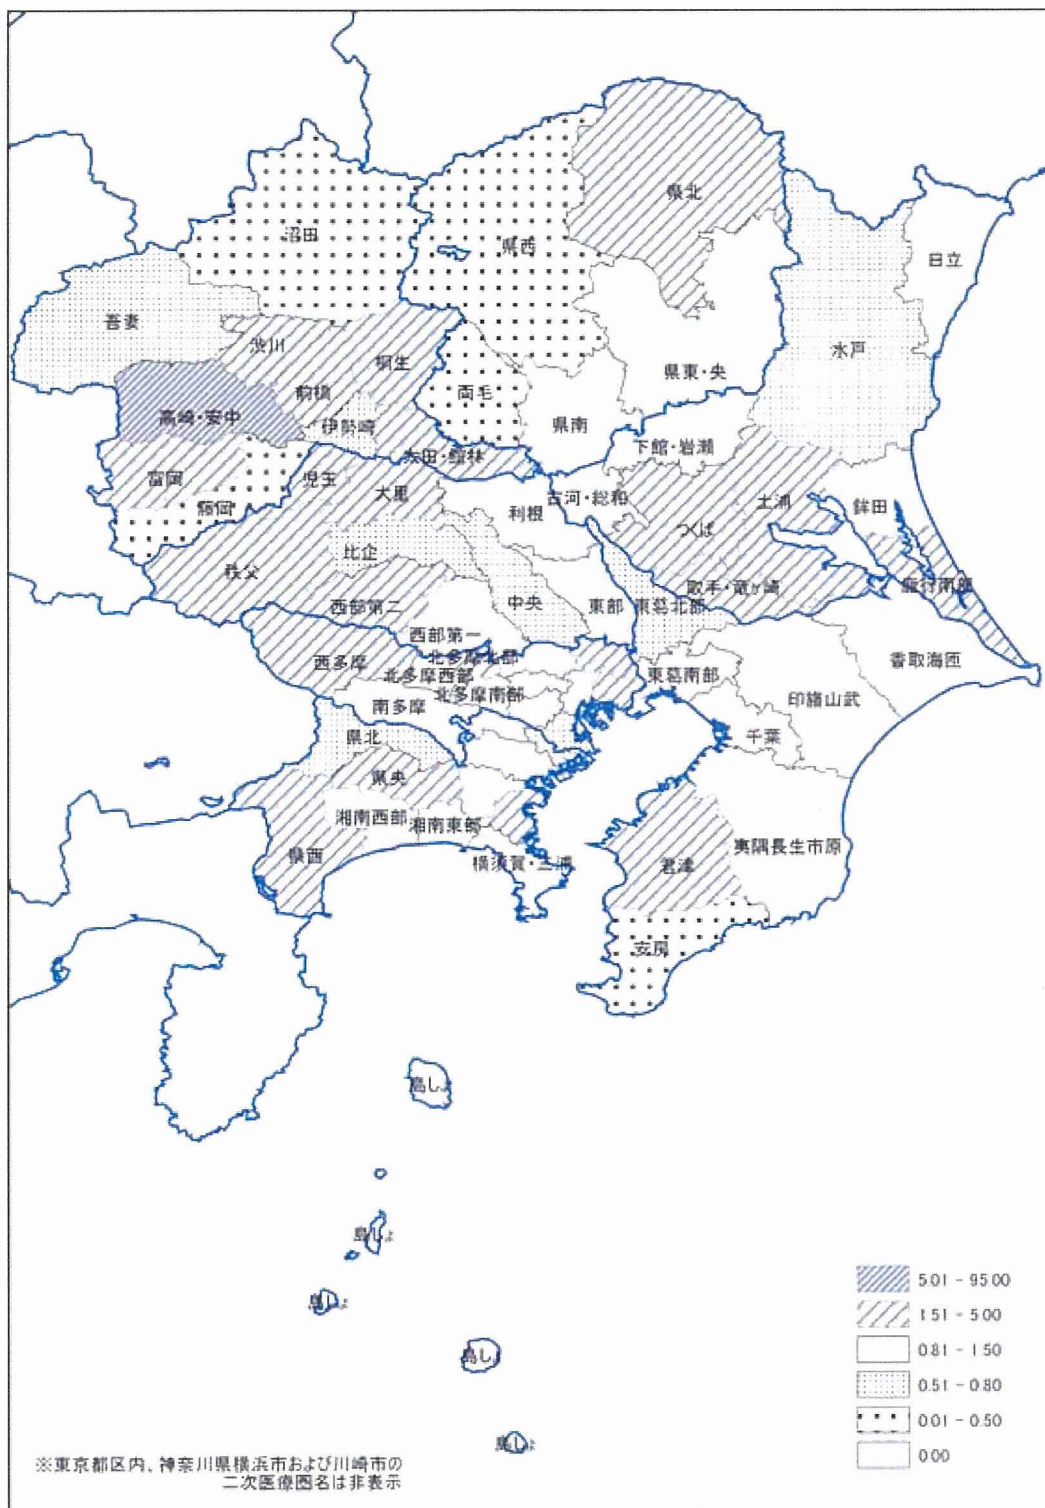 県北
沼田
県西
日立
吾妻
水戸
渋川
桐生
県東・央
前橋
両毛
高崎・安中
伊勢崎
県南
下館・岩瀬
太田・館林
富岡
児玉
大里
古河・総和
土浦
藤岡
利根
鉾田
つくば
比企
秩父
鹿行南部
取手・竜ヶ崎
中央
東部
東葛北部
西部第二
西部第一
北多摩北部
香取海匝
西多摩
北多摩西部
東葛南部
北多摩南部
印旛山武
南多摩
県北
千葉
県央
湘南西部
湘南東部
夷隅長生市原
県西
横須賀・三浦
君津
安房
島しょ
島しょ
島しょ
島しょ
島しょ
5.01 - 95.00
1.51 - 5.00
0.81 - 1.50
0.51 - 0.80
0.01 - 0.50
0.00
※東京都区内、神奈川県横浜市および川崎市の
二次医療圏名は非表示